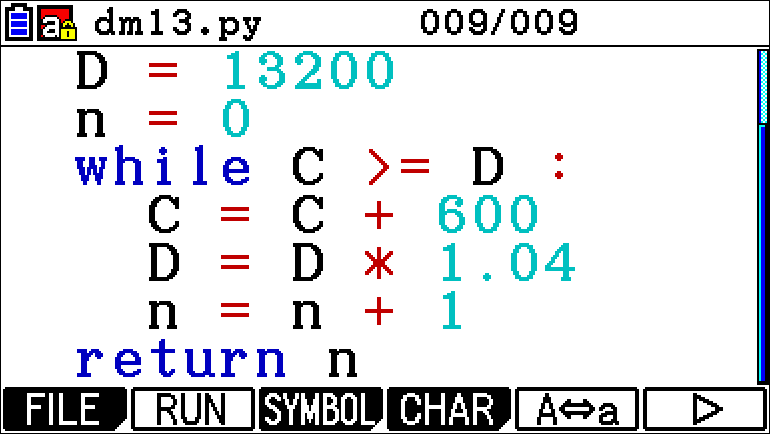 a dm13.py 009/009
D = 13200
n = 0
while C >= D :
C = C + 600
D = D * 1.04
n = n + 1
return n
FILE RUN SYMBOL CHAR A⇔a ▷